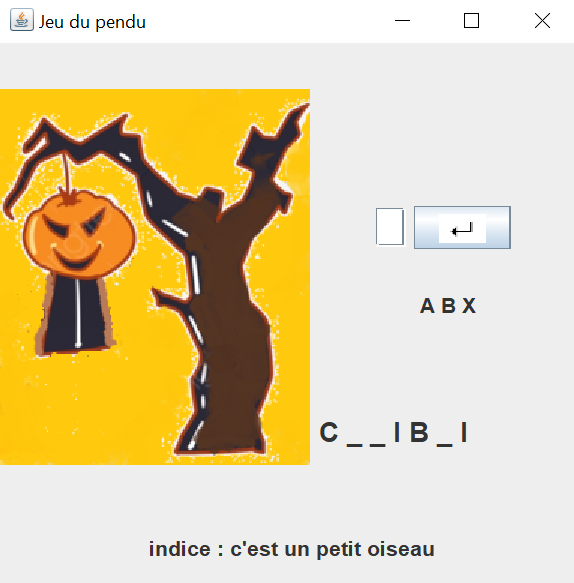 Jeu du pendu
A B X
C _ _ I B _ I
indice : c'est un petit oiseau